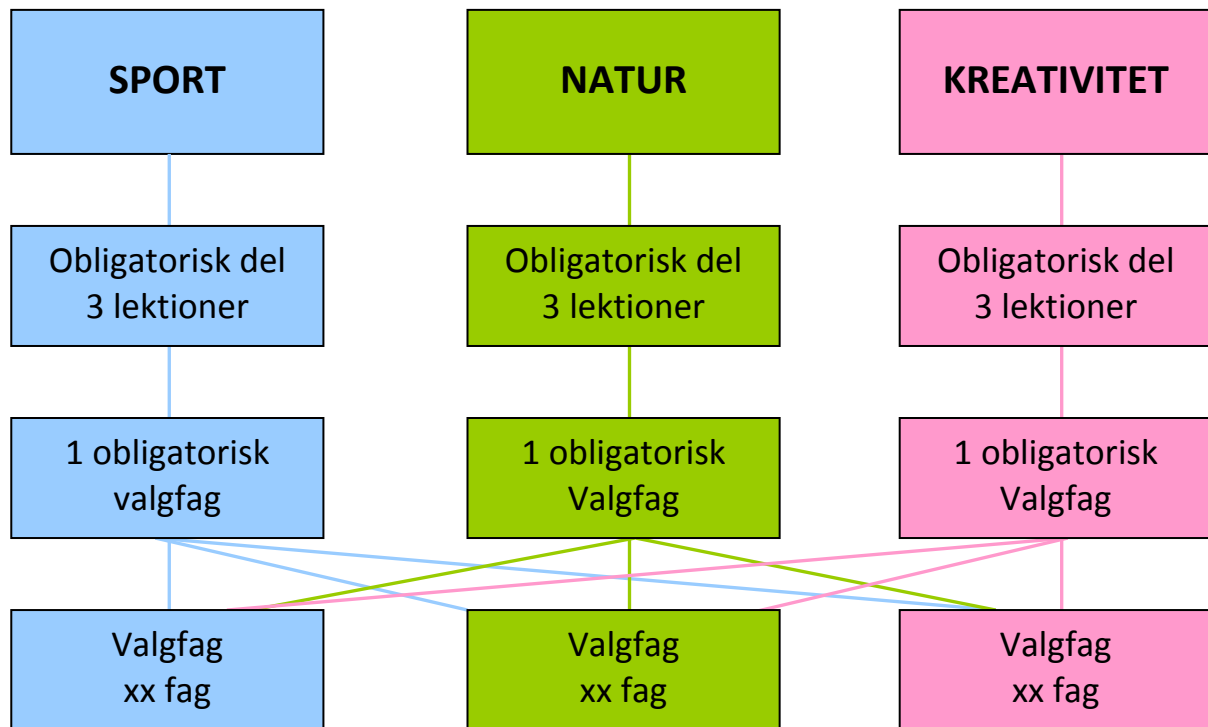 SPORT
NATUR
KREATIVITET
Obligatorisk del
3 lektioner
Obligatorisk del
3 lektioner
Obligatorisk del
3 lektioner
1 obligatorisk
valgfag
1 obligatorisk
Valgfag
1 obligatorisk
Valgfag
Valgfag
xx fag
Valgfag
xx fag
Valgfag
xx fag